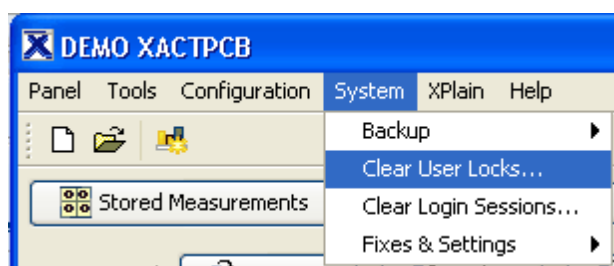 DEMO XACTPCB
Panel Tools Configuration System XPlain Help
Backup
Clear User Locks...
Stored Measurements
Clear Login Sessions...
Fixes & Settings